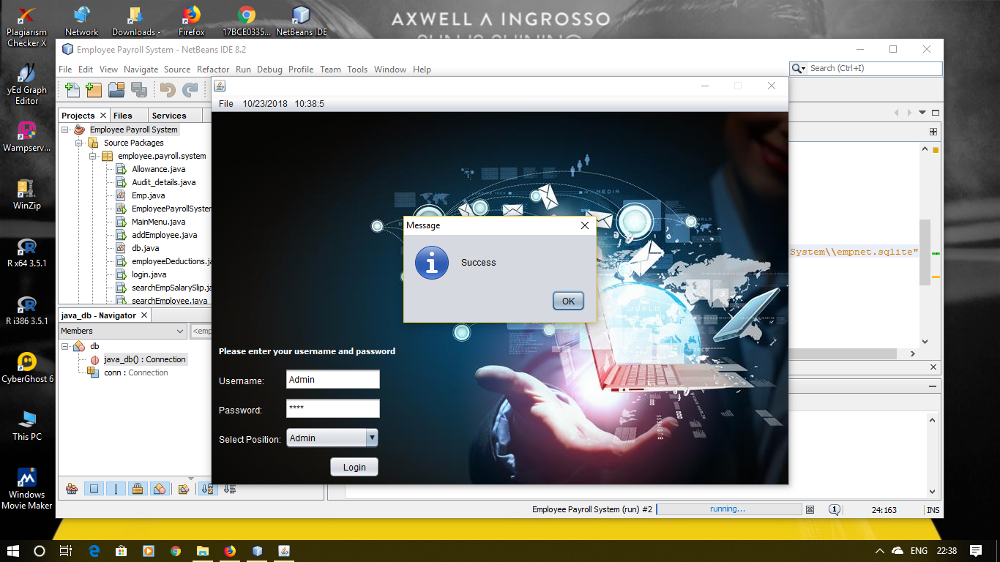 AXWELL Λ INGROSSO
Plagiarism
Checker X
Network
Downloads -
Firefox
17BCE0335...
NetBeans IDE
yEd Graph
Editor
Wampserv...
WinZip
R x64 3.5.1
R i386 3.5.1
CyberGhost 6
This PC
Windows
Movie Maker
Employee Payroll System - NetBeans IDE 8.2
File Edit View Navigate Source Refactor Run Debug Profile Team Tools Window Help
Search (Ctrl+I)
Projects Files Services
Employee Payroll System
Source Packages
employee.payroll.system
Allowance.java
Audit_details.java
Emp.java
EmployeePayrollSystem
MainMenu.java
addEmployee.java
db.java
employeeDeductions.ja
login.java
searchEmpSalarySlip.ja
searchEmployee.java
java_db - Navigator
Members
<emp
db
java_db() : Connection
conn : Connection
File 10/23/2018 10:38:5
MEDIA
WORLD
WORLD
BUSINESS
Message
Success
OK
Please enter your username and password
Username: Admin
Password: ****
Select Position: Admin
Login
System\\empnet.sqlite"
Employee Payroll System (run) #2
running...
1
24:163
INS
ENG
22:38